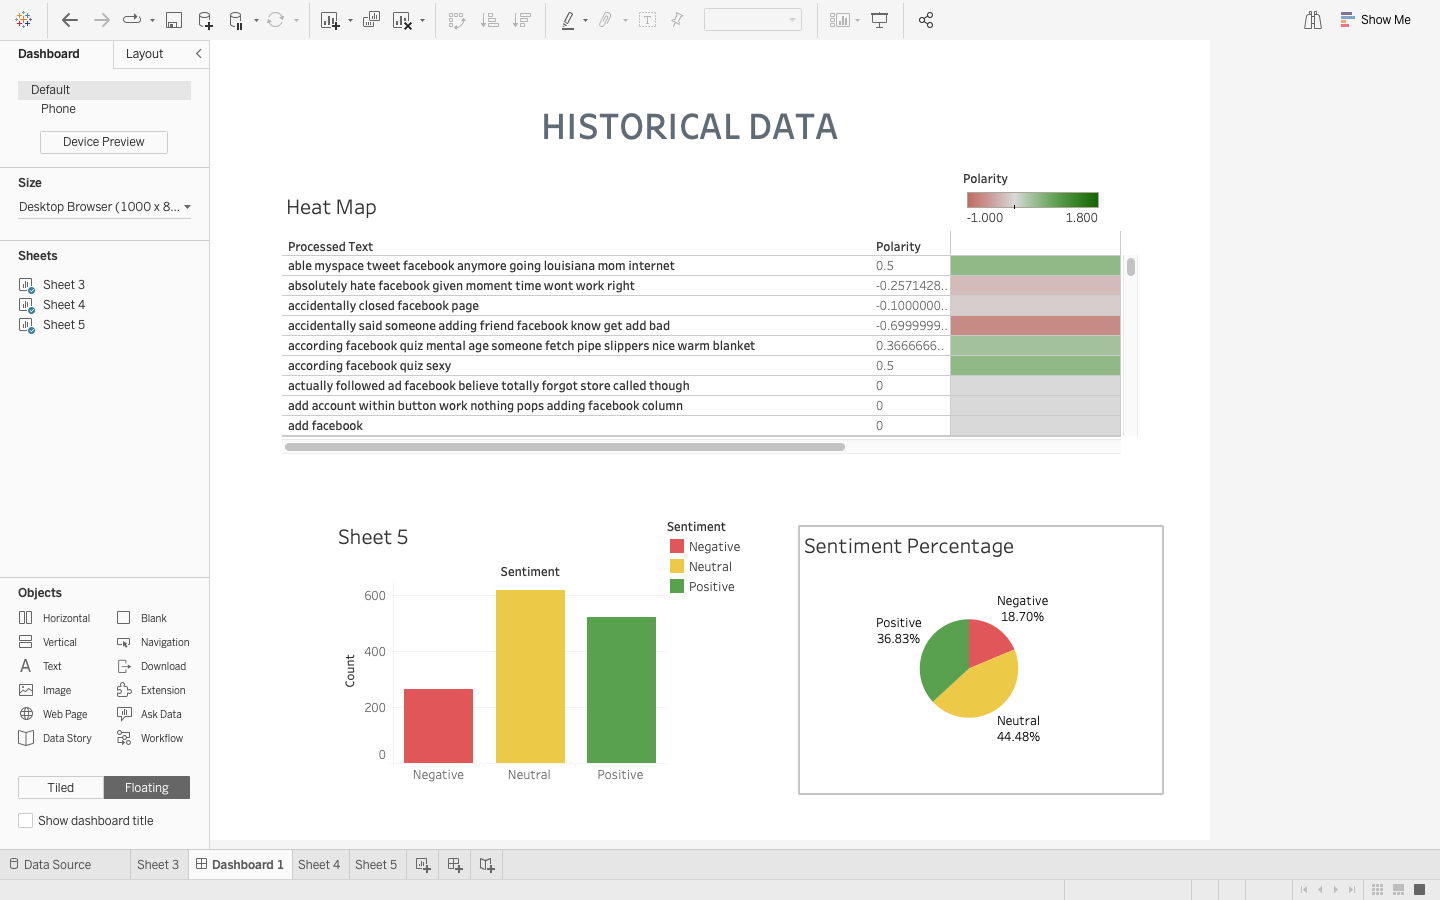 Show Me
Dashboard
Layout
Default
Phone
Device Preview
Size
Desktop Browser (1000 x 8...
Sheets
Sheet 3
Sheet 4
Sheet 5
Objects
Horizontal
Blank
Vertical
Navigation
Text
Download
Image
Extension
Web Page
Ask Data
Data Story
Workflow
Tiled
Floating
Show dashboard title
HISTORICAL DATA
Polarity
-1.000
1.800
Heat Map
Processed Text
Polarity
able myspace tweet facebook anymore going louisiana mom internet
0.5
absolutely hate facebook given moment time wont work right
-0.2571428..
accidentally closed facebook page
-0.1000000..
accidentally said someone adding friend facebook know get add bad
-0.6999999..
according facebook quiz mental age someone fetch pipe slippers nice warm blanket
0.3666666..
according facebook quiz sexy
0.5
actually followed ad facebook believe totally forgot store called though
0
add account within button work nothing pops adding facebook column
0
add facebook
0
Sheet 5
Sentiment
600
400
200
0
Count
Negative
Neutral
Positive
Sentiment
Negative
Neutral
Positive
Sentiment Percentage
Negative
18.70%
Positive
36.83%
Neutral
44.48%
Data Source
Sheet 3
Dashboard 1
Sheet 4
Sheet 5